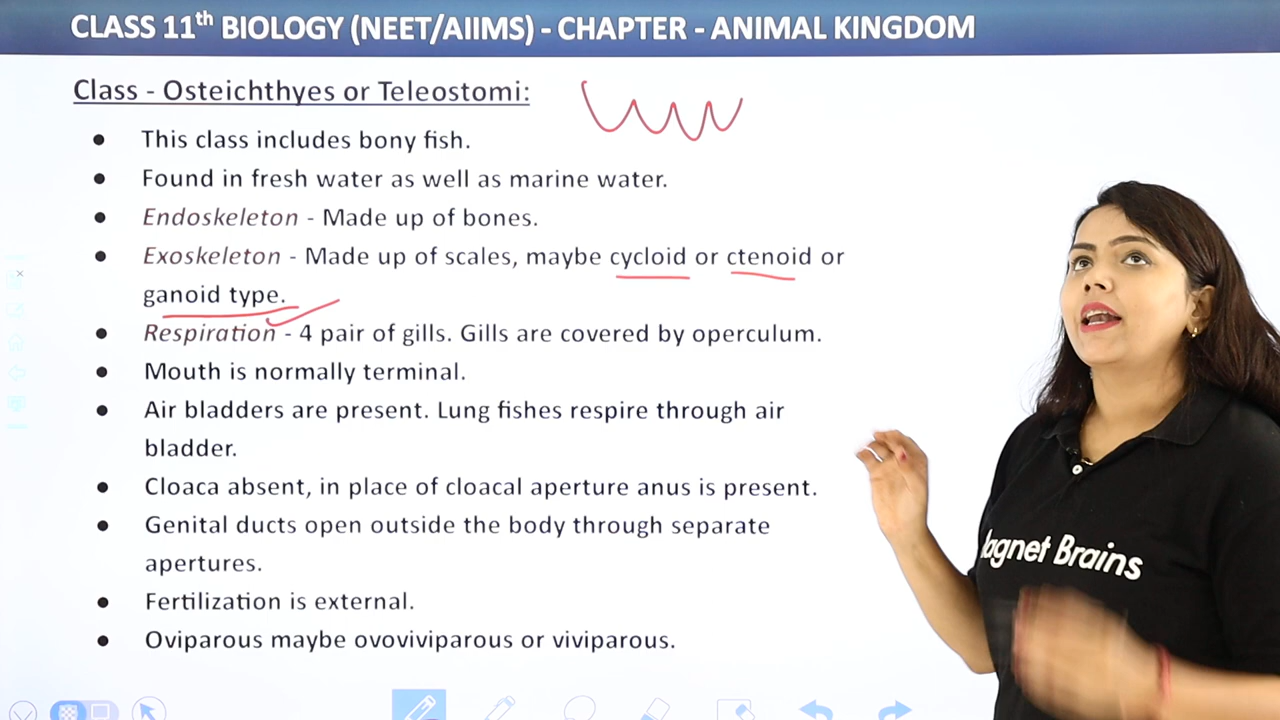 CLASS 11th BIOLOGY (NEET/AIIMS) - CHAPTER - ANIMAL KINGDOM
Class - Osteichthyes or Teleostomi:
● This class includes bony fish.
● Found in fresh water as well as marine water.
● Endoskeleton - Made up of bones.
● Exoskeleton - Made up of scales, maybe cycloid or ctenoid or
ganoid type.
● Respiration - 4 pair of gills. Gills are covered by operculum.
● Mouth is normally terminal.
● Air bladders are present. Lung fishes respire through air
bladder.
● Cloaca absent, in place of cloacal aperture anus is present.
● Genital ducts open outside the body through separate
apertures.
● Fertilization is external.
● Oviparous maybe ovoviviparous or viviparous.
Brains